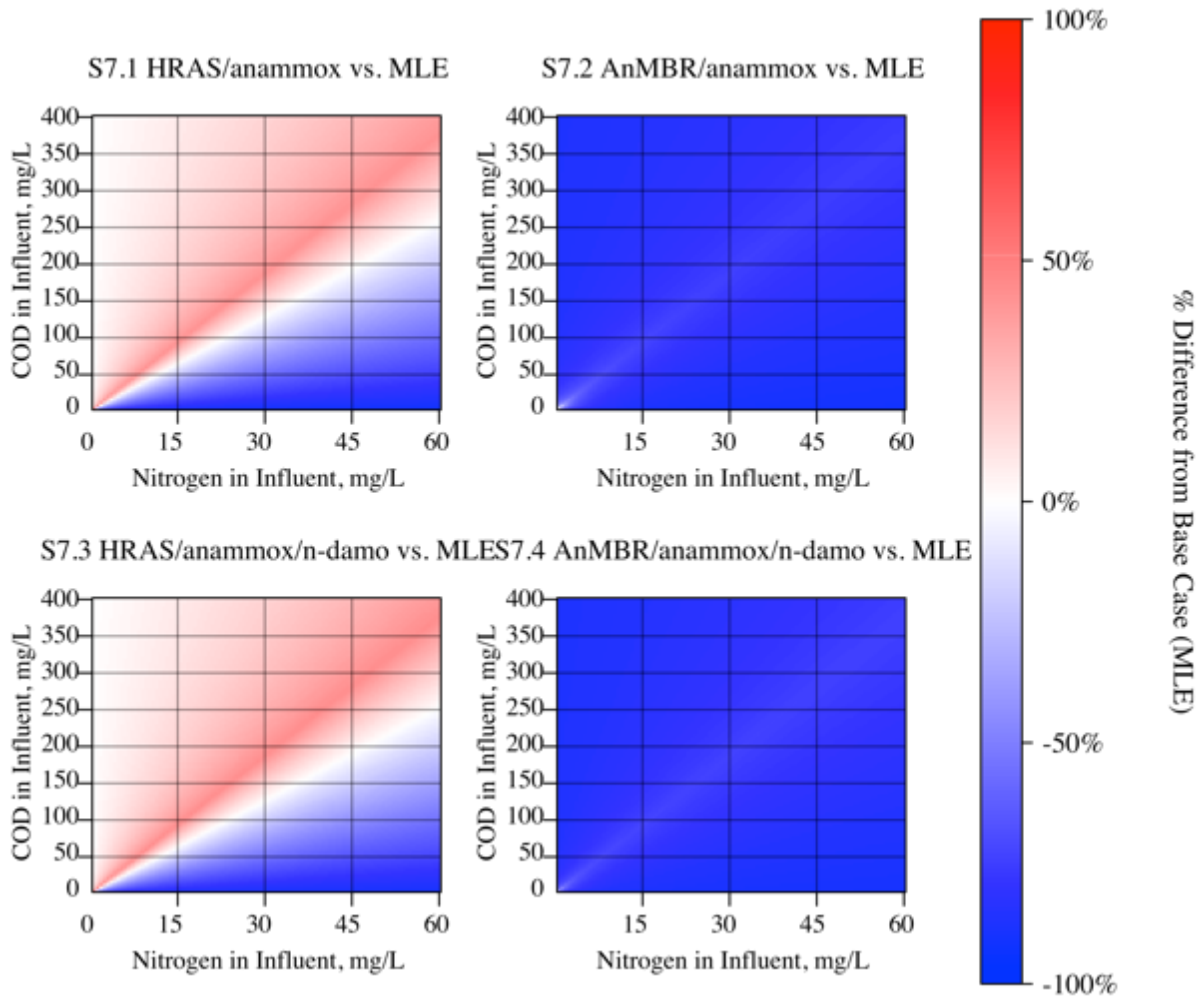 S7.1 HRAS/anammox vs. MLE
400
350
300
250
200
150
100
50
0
COD in Influent, mg/L
0 15 30 45 60
Nitrogen in Influent, mg/L
S7.2 AnMBR/anammox vs. MLE
400
350
300
250
200
150
100
50
0
COD in Influent, mg/L
15 30 45 60
Nitrogen in Influent, mg/L
S7.3 HRAS/anammox/n-damo vs. MLE
400
350
300
250
200
150
100
50
0
COD in Influent, mg/L
0 15 30 45 60
Nitrogen in Influent, mg/L
S7.4 AnMBR/anammox/n-damo vs. MLE
400
350
300
250
200
150
100
50
0
COD in Influent, mg/L
15 30 45 60
Nitrogen in Influent, mg/L
100%
50%
0%
-50%
-100%
% Difference from Base Case (MLE)